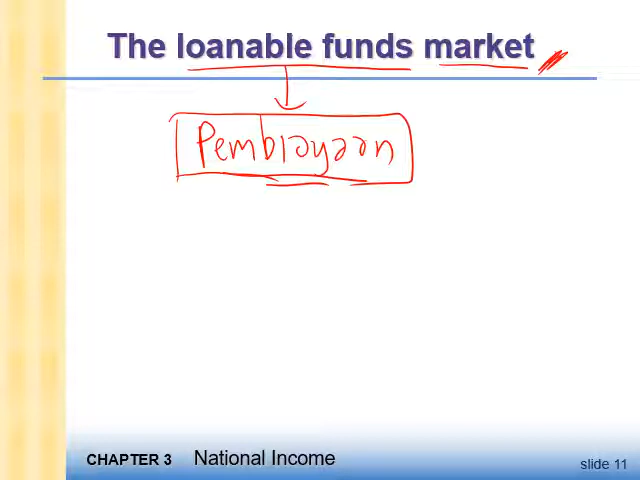 The loanable funds market
Pembiayaan
CHAPTER 3 National Income
slide 11